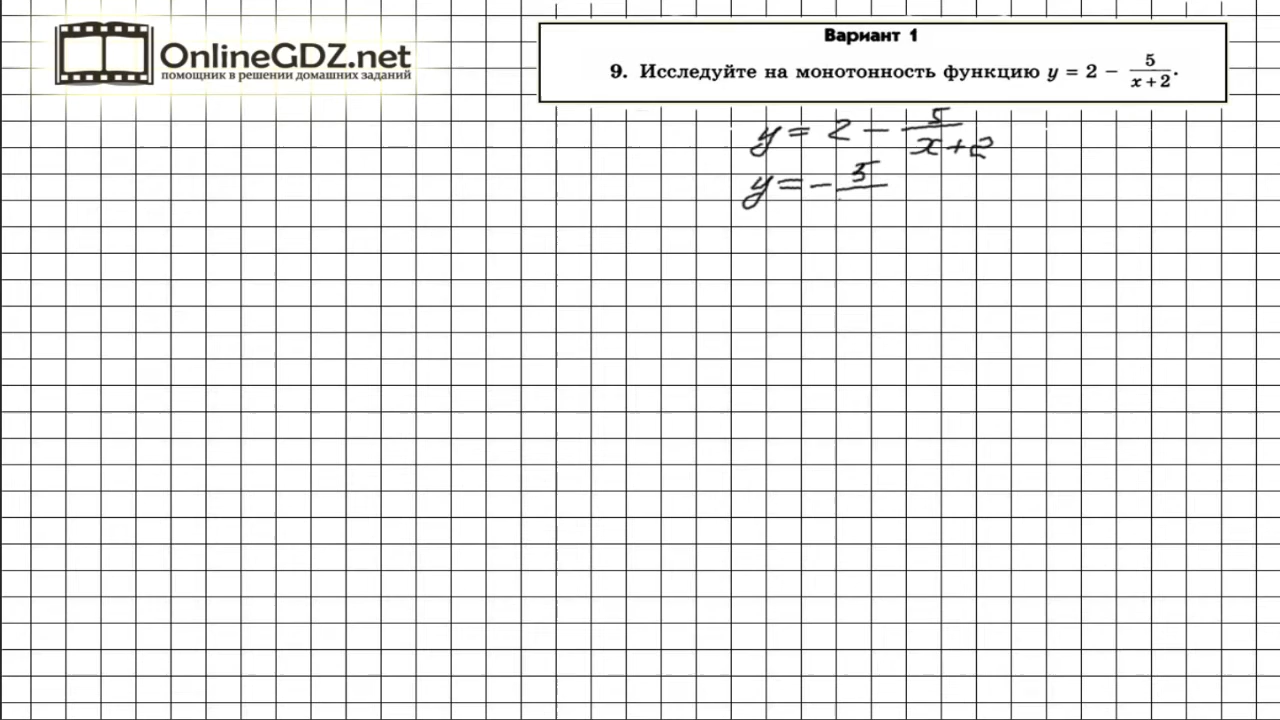 OnlineGDZ.net
помощник в решении домашних заданий
Вариант 1
9. Исследуйте на монотонность функцию y = 2 − 5/(x + 2).
y = 2 − 5/(x + 2)
y = − 5/